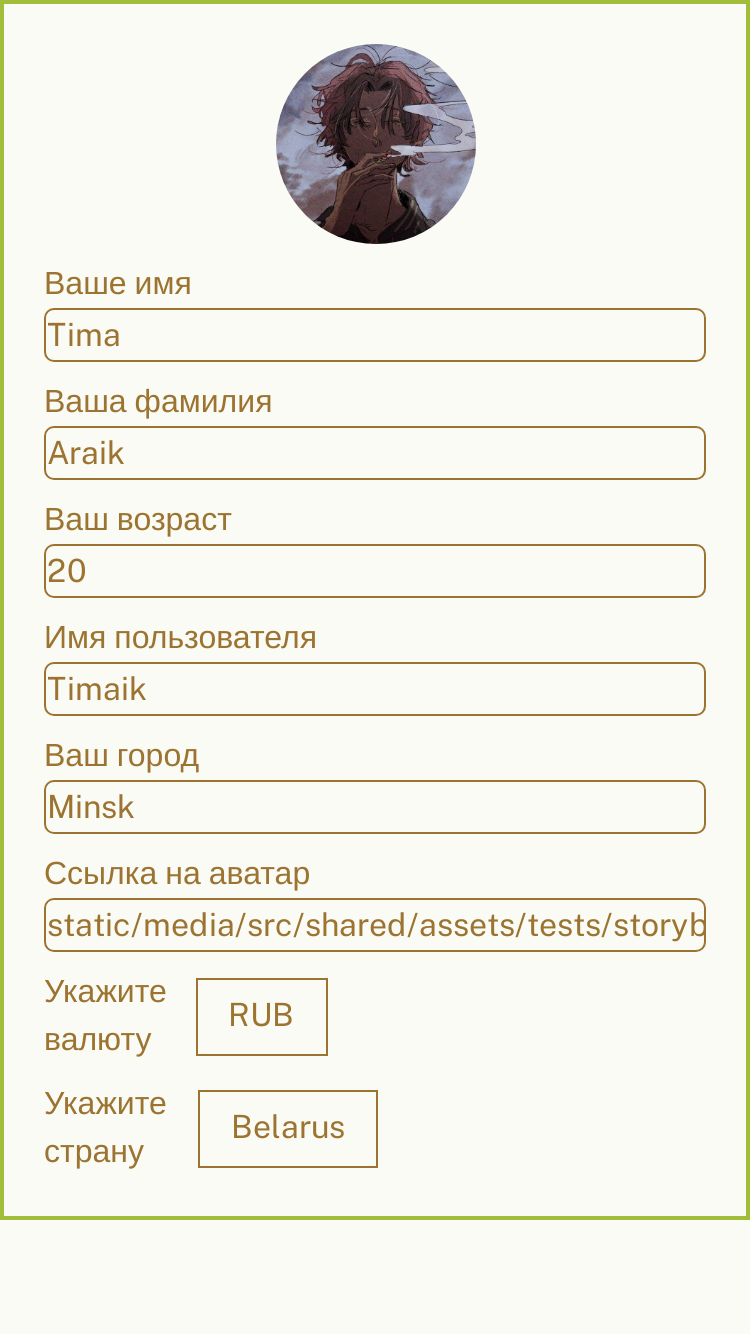 Ваше имя
Tima
Ваша фамилия
Araik
Ваш возраст
20
Имя пользователя
Timaik
Ваш город
Minsk
Ссылка на аватар
static/media/src/shared/assets/tests/storyb
Укажите
валюту
RUB
Укажите
страну
Belarus